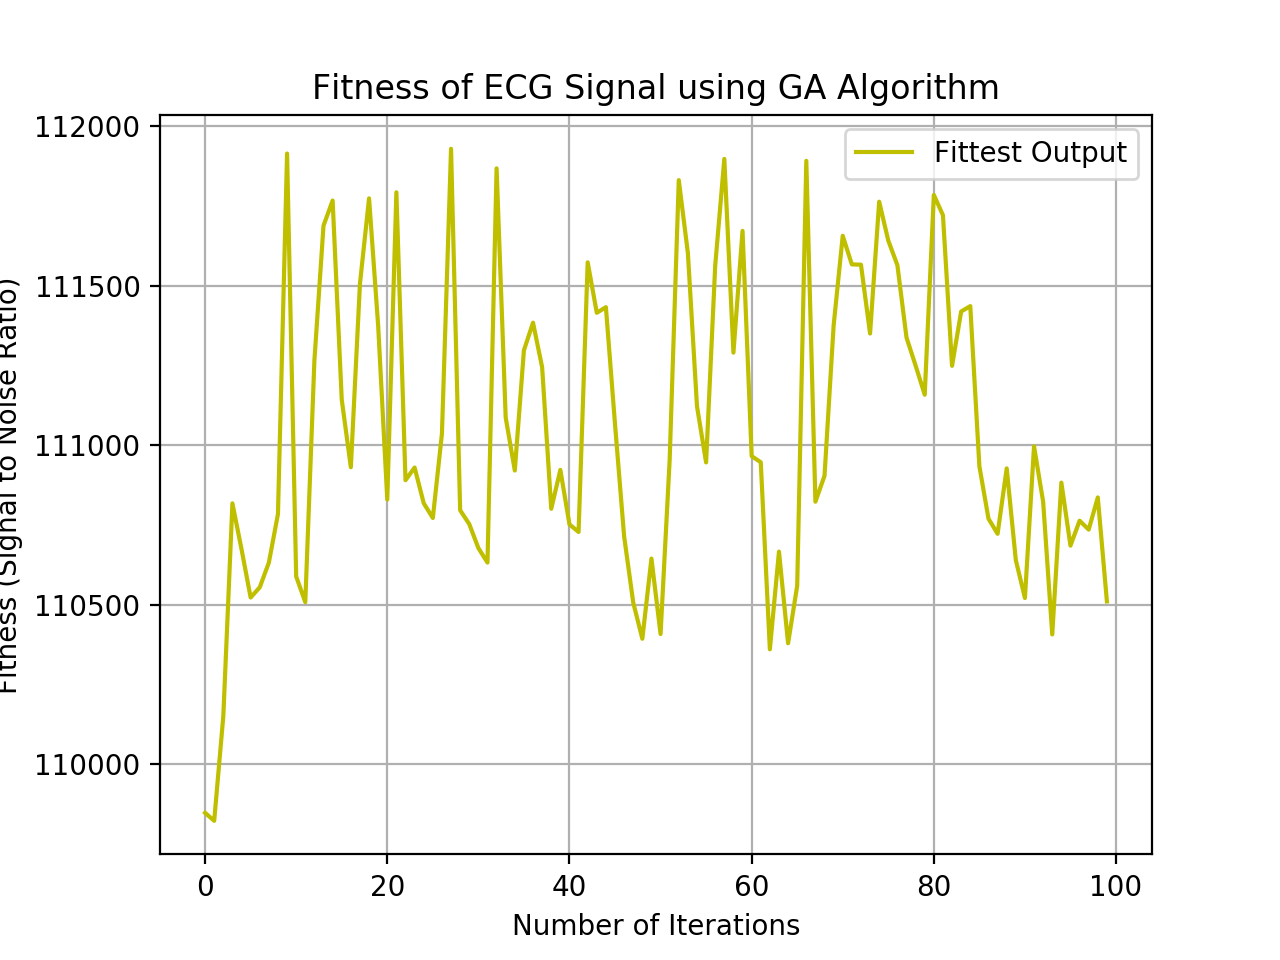 Fitness of ECG Signal using GA Algorithm
Fittest Output
Fitness (Signal to Noise Ratio)
112000
111500
111000
110500
110000
0 20 40 60 80 100
Number of Iterations